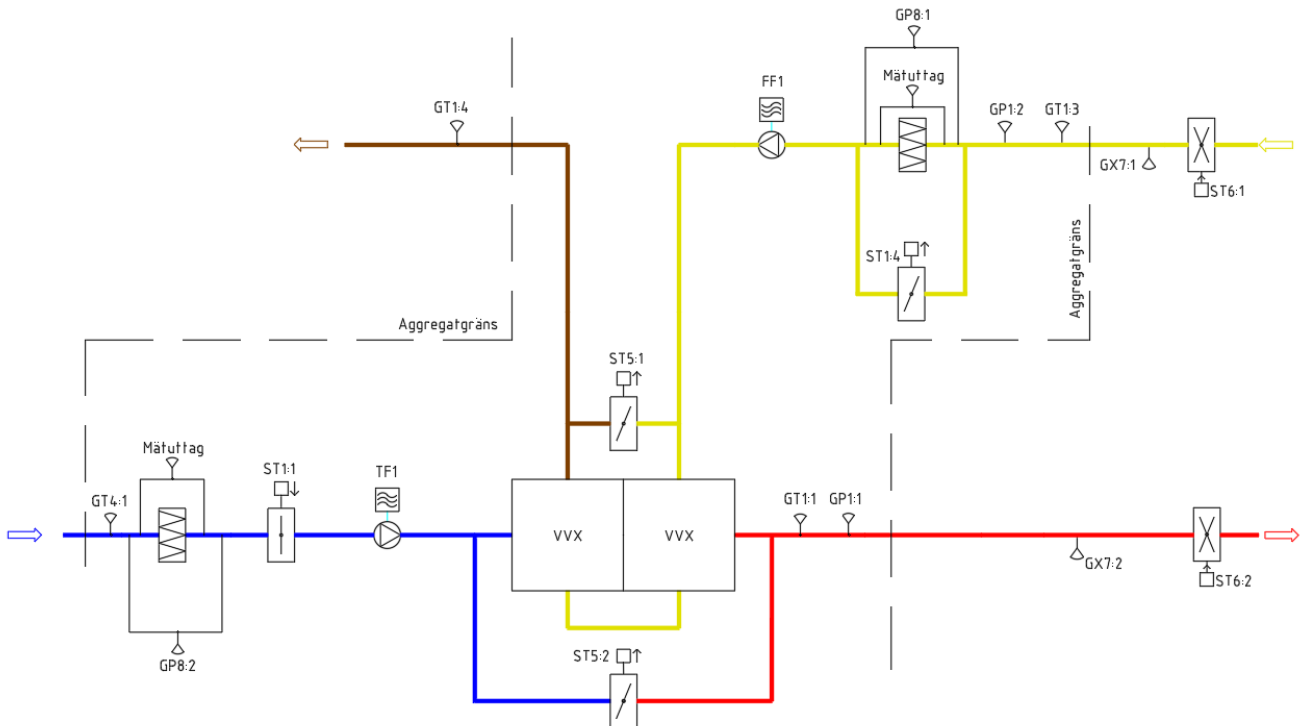 GP8:1
Mätuttag
FF1
GT1:4
GP1:2
GT1:3
GX7:1
ST6:1
ST1:4
Aggregatgräns
Aggregatgräns
ST5:1
Mätuttag
ST1:1
TF1
GT4:1
GT1:1
GP1:1
VVX
VVX
GX7:2
ST6:2
GP8:2
ST5:2